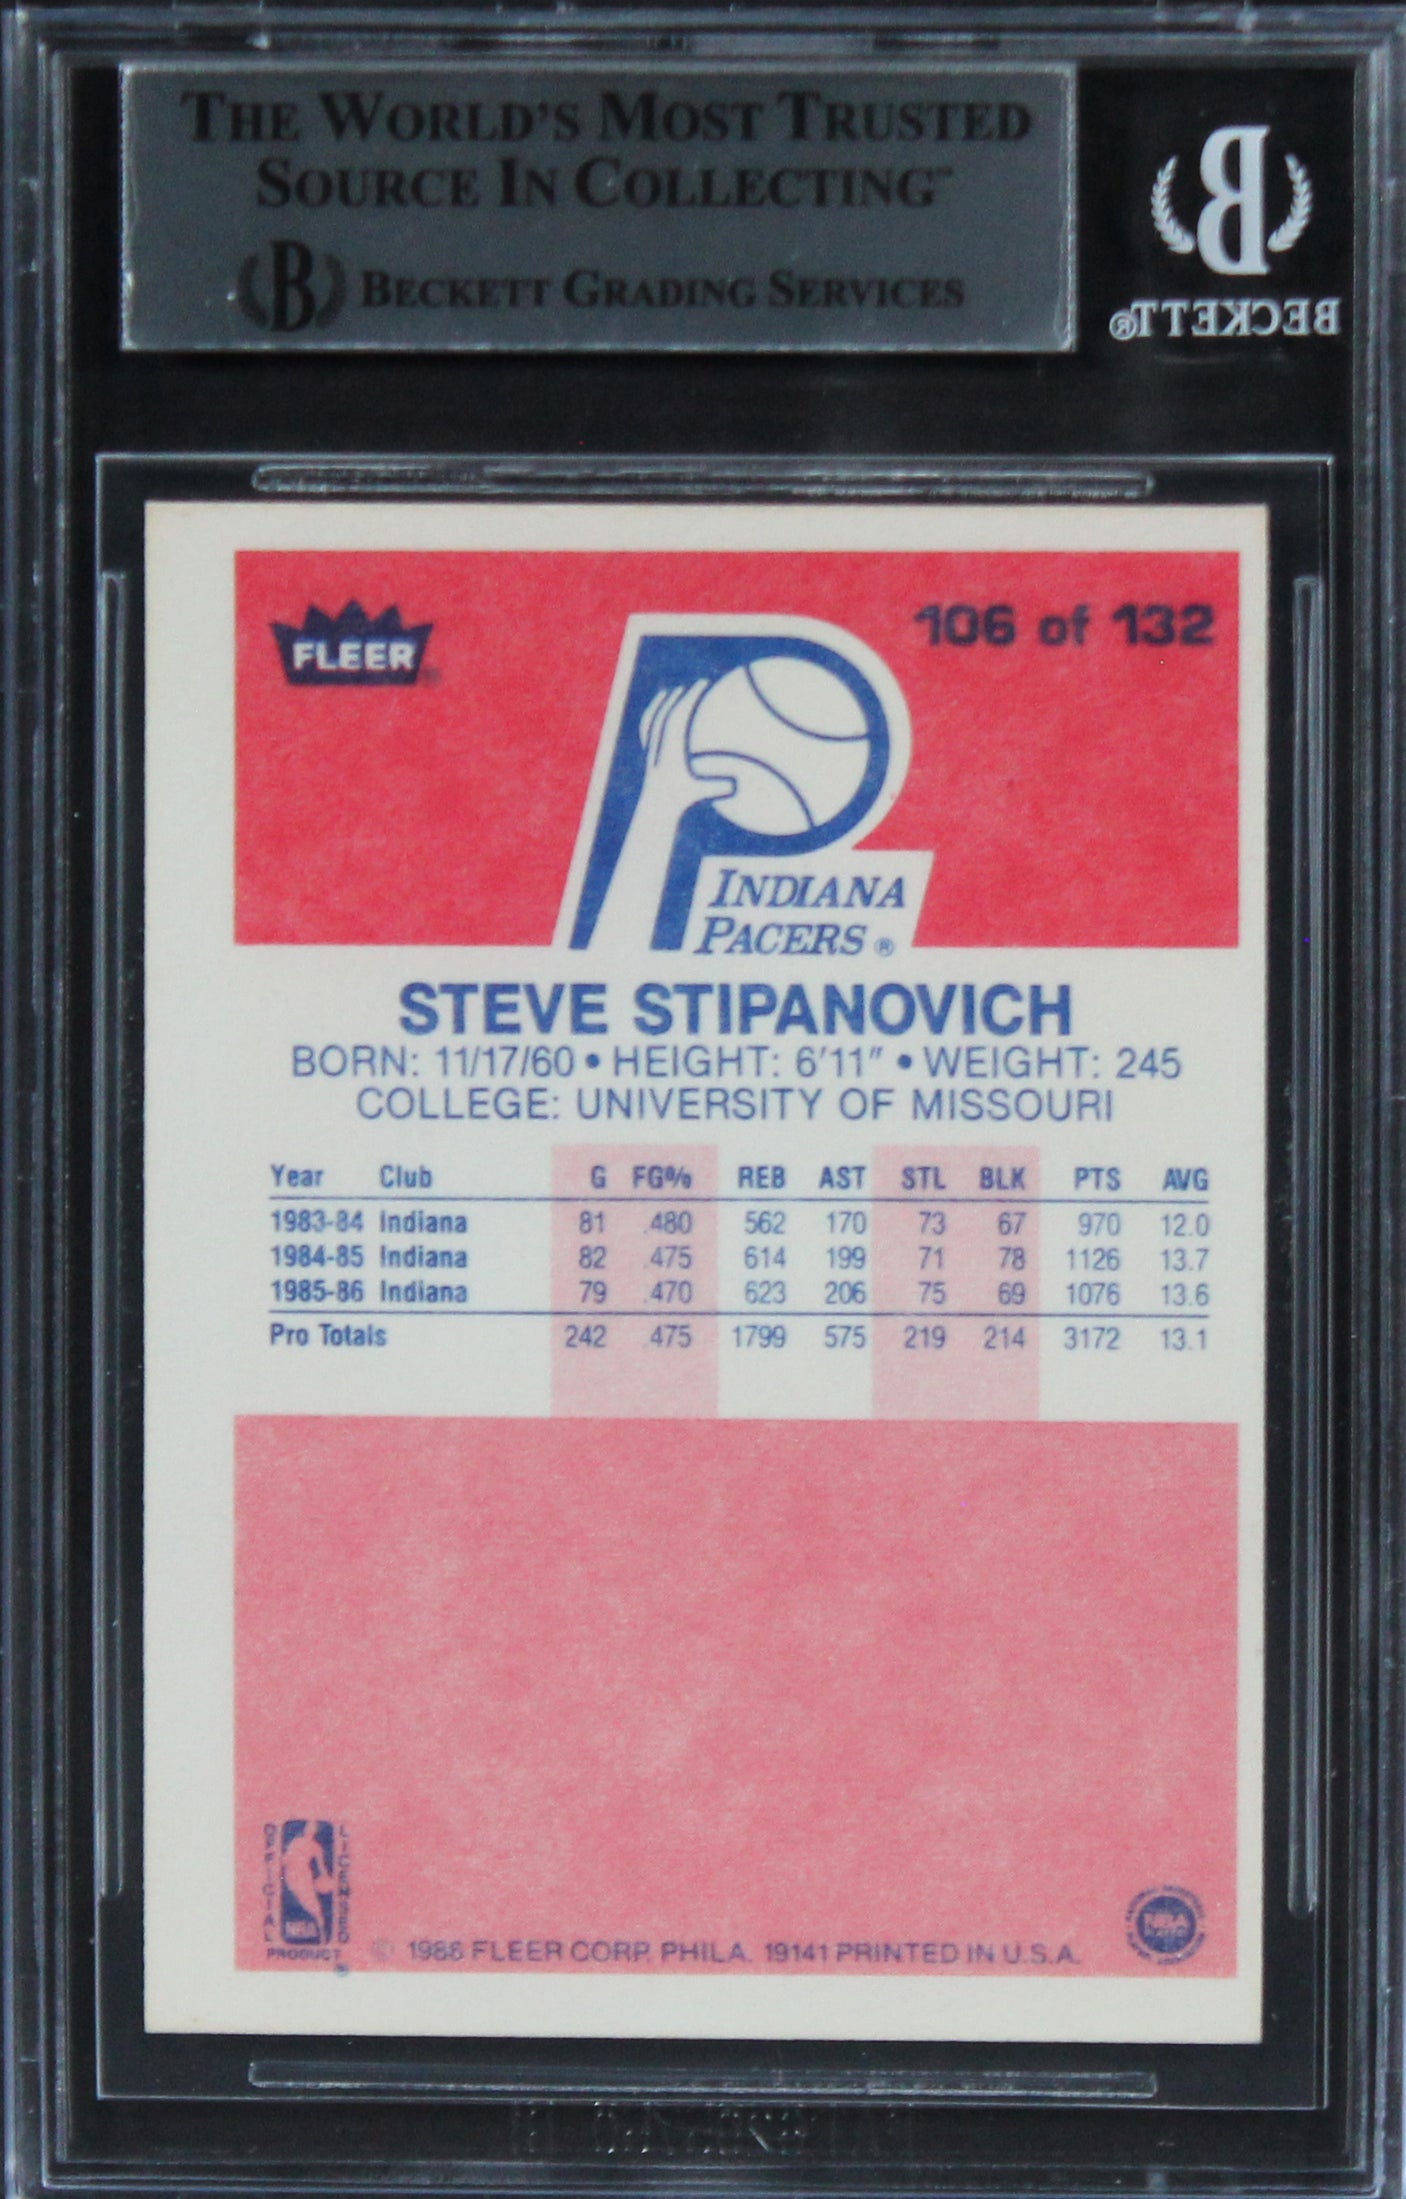 THE WORLD'S MOST TRUSTED
SOURCE IN COLLECTING™
B BECKETT GRADING SERVICES
B
BECKETT®
FLEER®
106 of 132
INDIANA
PACERS ®
STEVE STIPANOVICH
BORN: 11/17/60 • HEIGHT: 6'11" • WEIGHT: 245
COLLEGE: UNIVERSITY OF MISSOURI
Year Club G FG% REB AST STL BLK PTS AVG
1983-84 Indiana 81 .480 562 170 73 67 970 12.0
1984-85 Indiana 82 .475 614 199 71 78 1126 13.7
1985-86 Indiana 79 .470 623 206 75 69 1076 13.6
Pro Totals 242 .475 1799 575 219 214 3172 13.1
OFFICIAL
NBA
LICENSED
PRODUCT ®
© 1986 FLEER CORP. PHILA. 19141 PRINTED IN U.S.A.
NBA